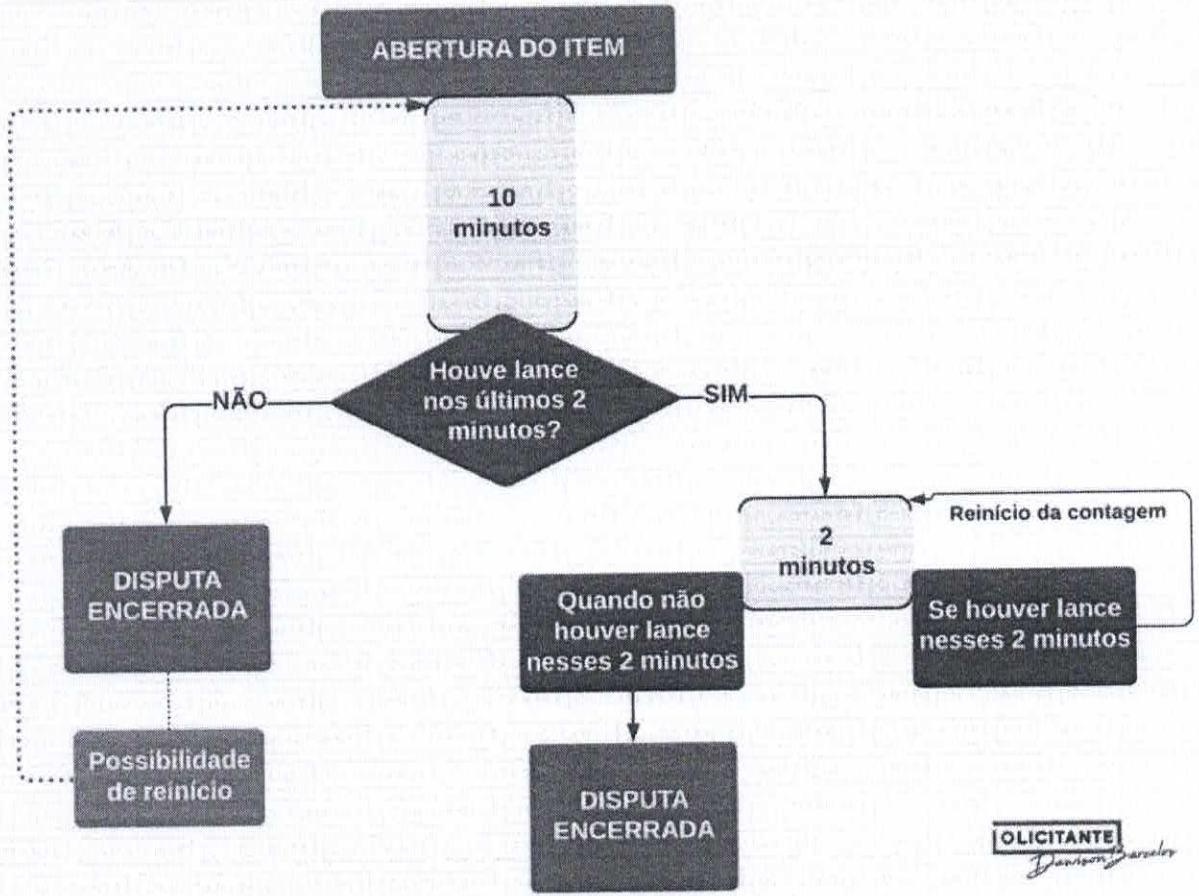 ABERTURA DO ITEM
10
minutos
Houve lance
nos últimos 2
minutos?
NÃO
SIM
DISPUTA
ENCERRADA
Possibilidade
de reinício
2
minutos
Reinício da contagem
Quando não
houver lance
nesses 2 minutos
Se houver lance
nesses 2 minutos
DISPUTA
ENCERRADA
OLICITANTE